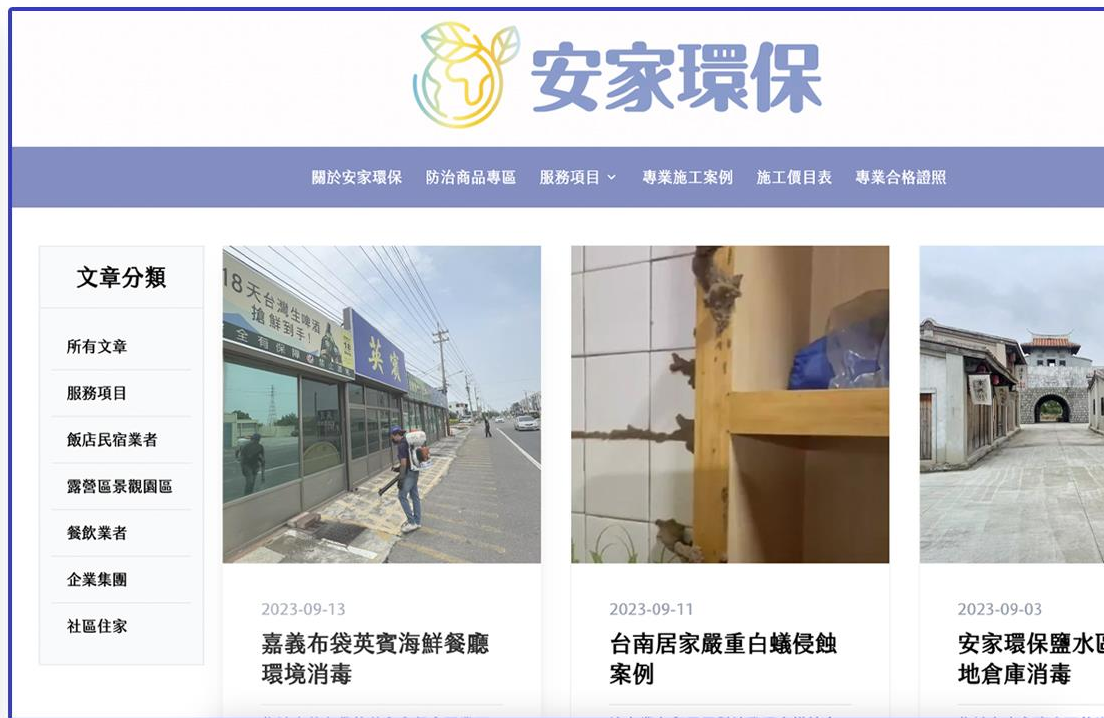 安家環保
關於安家環保 防治商品專區 服務項目 專業施工案例 施工價目表 專業合格證照
文章分類
所有文章
服務項目
飯店民宿業者
露營區景觀園區
餐飲業者
企業集團
社區住家
18天台灣生啤酒
搶鮮到手!
全有保障
英賓
2023-09-13
嘉義布袋英賓海鮮餐廳
環境消毒
2023-09-11
台南居家嚴重白蟻侵蝕
案例
2023-09-03
安家環保鹽水
地倉庫消毒